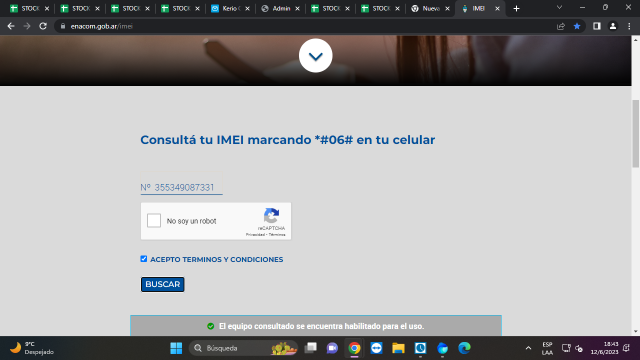 STOCK
STOCK
STOCK
STOCK
Kerio C
Admin
STOCK
STOCK
Nueva
IMEI
enacom.gob.ar/imei
Consultá tu IMEI marcando *#06# en tu celular
Nº 355349087331
No soy un robot
reCAPTCHA
Privacidad - Términos
ACEPTO TERMINOS Y CONDICIONES
BUSCAR
El equipo consultado se encuentra habilitado para el uso.
9°C
Despejado
Búsqueda
ESP
LAA
18:43
12/6/2023